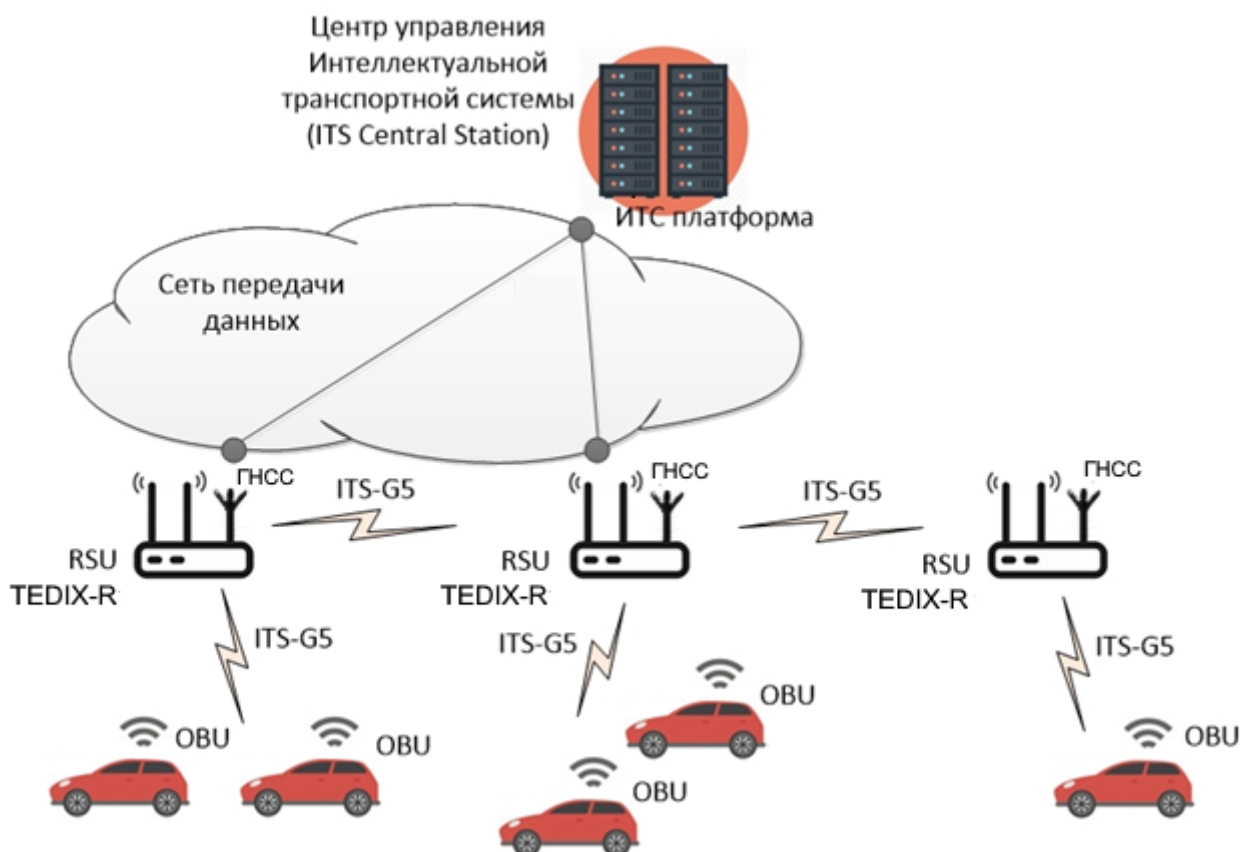 Центр управления
Интеллектуальной
транспортной системы
(ITS Central Station)
ИТС платформа
Сеть передачи
данных
ГНСС
ITS-G5
ГНСС
ITS-G5
ГНСС
RSU
TEDIX-R
RSU
TEDIX-R
RSU
TEDIX-R
ITS-G5
ITS-G5
ITS-G5
OBU
OBU
OBU
OBU
OBU